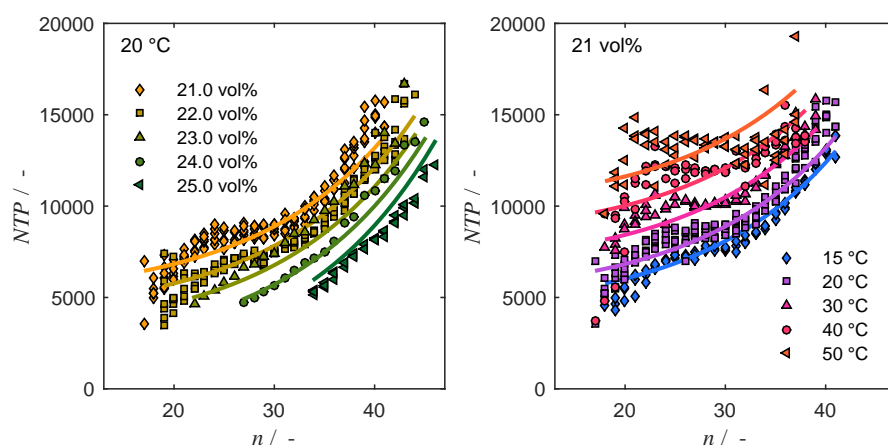 20 °C
21.0 vol%
22.0 vol%
23.0 vol%
24.0 vol%
25.0 vol%
NTP / -
20000
15000
10000
5000
0
20
30
40
n / -
21 vol%
15 °C
20 °C
30 °C
40 °C
50 °C
NTP / -
20000
15000
10000
5000
0
20
30
40
n / -